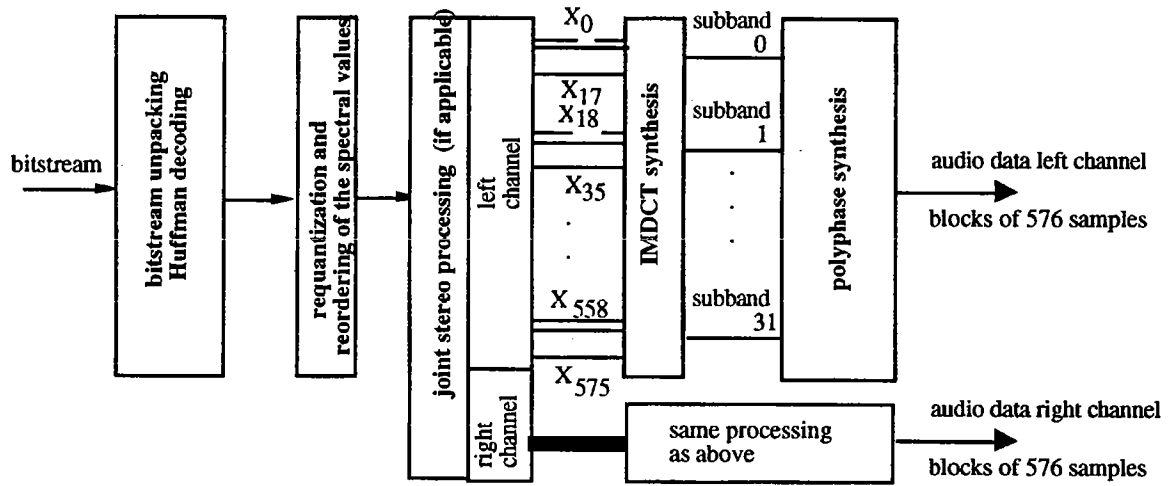 bitstream
bitstream unpacking
Huffman decoding
requantization and
reordering of the spectral values
joint stereo processing (if applicable)
left
channel
right
channel
X0
X17
X18
X35
X558
X575
IMDCT synthesis
subband
0
subband
1
subband
31
polyphase synthesis
audio data left channel
blocks of 576 samples
same processing
as above
audio data right channel
blocks of 576 samples